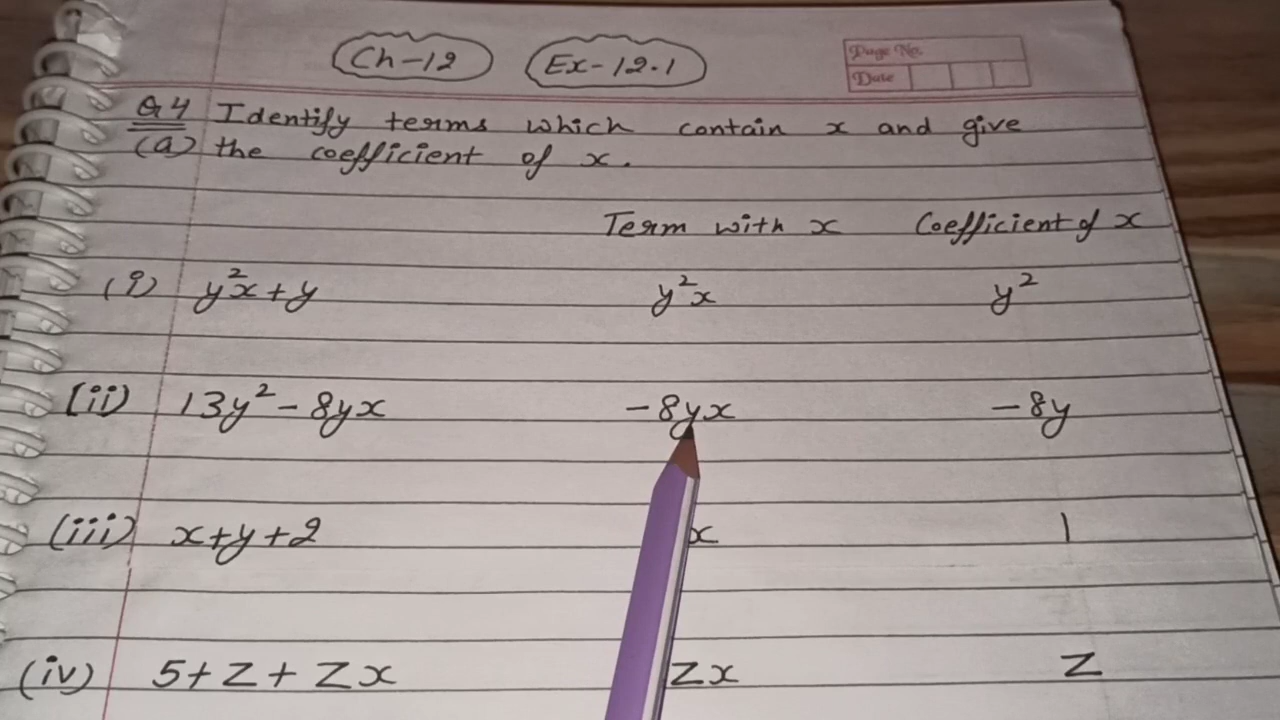 Ch-12 Ex-12.1
Page No.
Date
Q4 Identify terms which contain x and give
(a) the coefficient of x.
Term with x Coefficient of x
(i) y²x+y y²x y²
(ii) 13y²-8yx -8yx -8y
(iii) x+y+2 x 1
(iv) 5+z+zx zx z